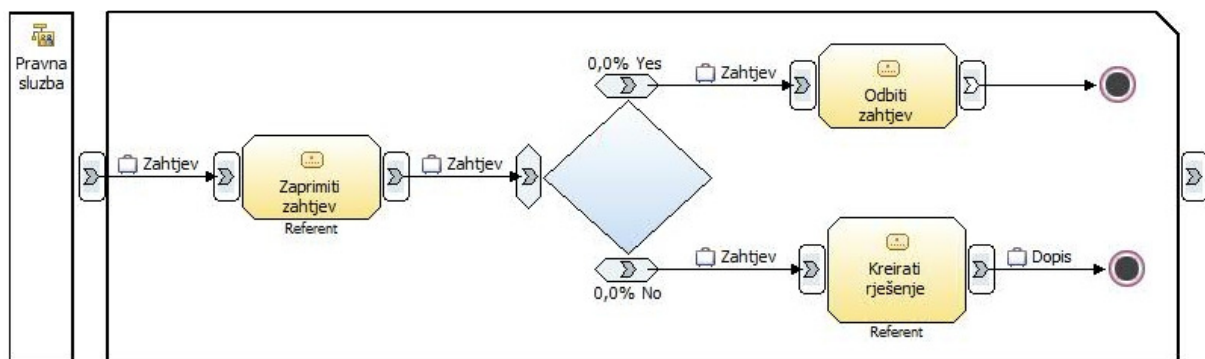 Pravna
sluzba
Zahtjev
Zaprimiti
zahtjev
Referent
Zahtjev
0,0% Yes
Zahtjev
Odbiti
zahtjev
0,0% No
Zahtjev
Kreirati
rješenje
Referent
Dopis